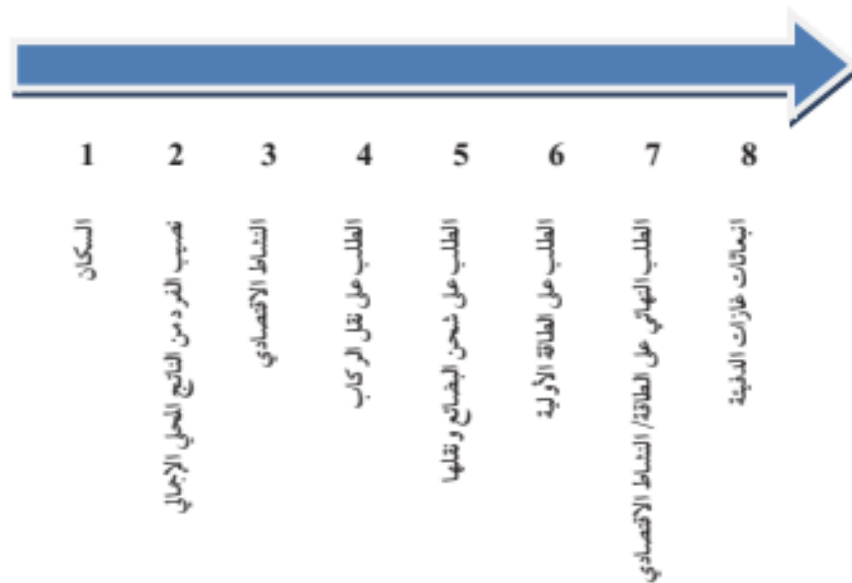 1 2 3 4 5 6 7 8
السكان
نصيب الفرد من الناتج المحلي الإجمالي
النشاط الاقتصادي
الطلب على نقل الركاب
الطلب على شحن البضائع ونقلها
الطلب على الطاقة الأولية
الطلب النهائي على الطاقة/ النشاط الاقتصادي
انبعاثات غازات الدفيئة